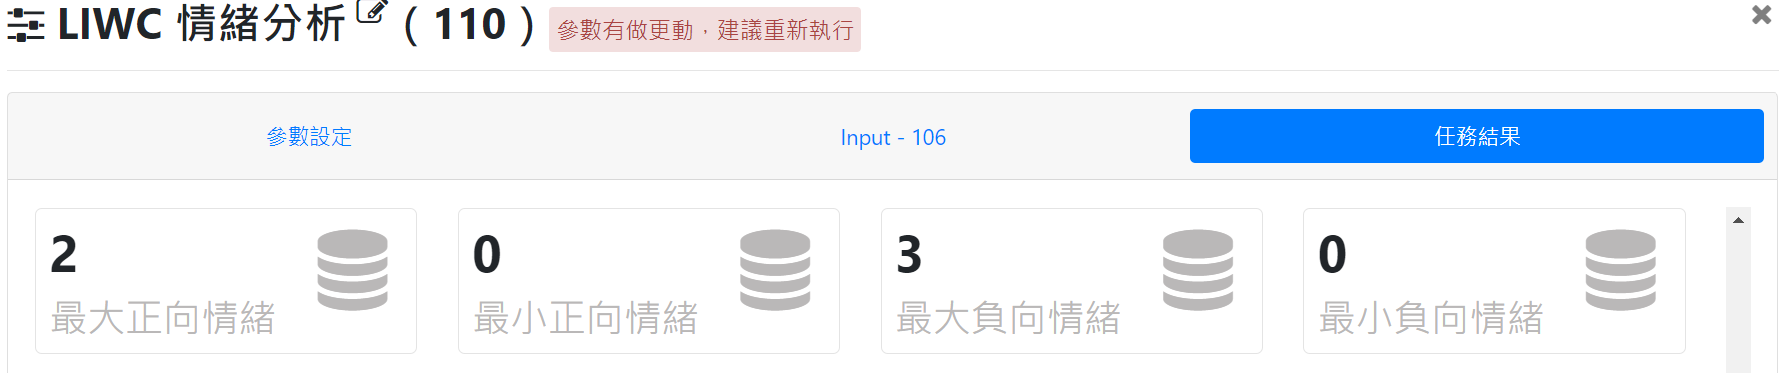 LIWC 情緒分析 ( 110 ) 參數有做更動，建議重新執行
參數設定 Input - 106 任務結果
2 0 3 0
最大正向情緒 最小正向情緒 最大負向情緒 最小負向情緒